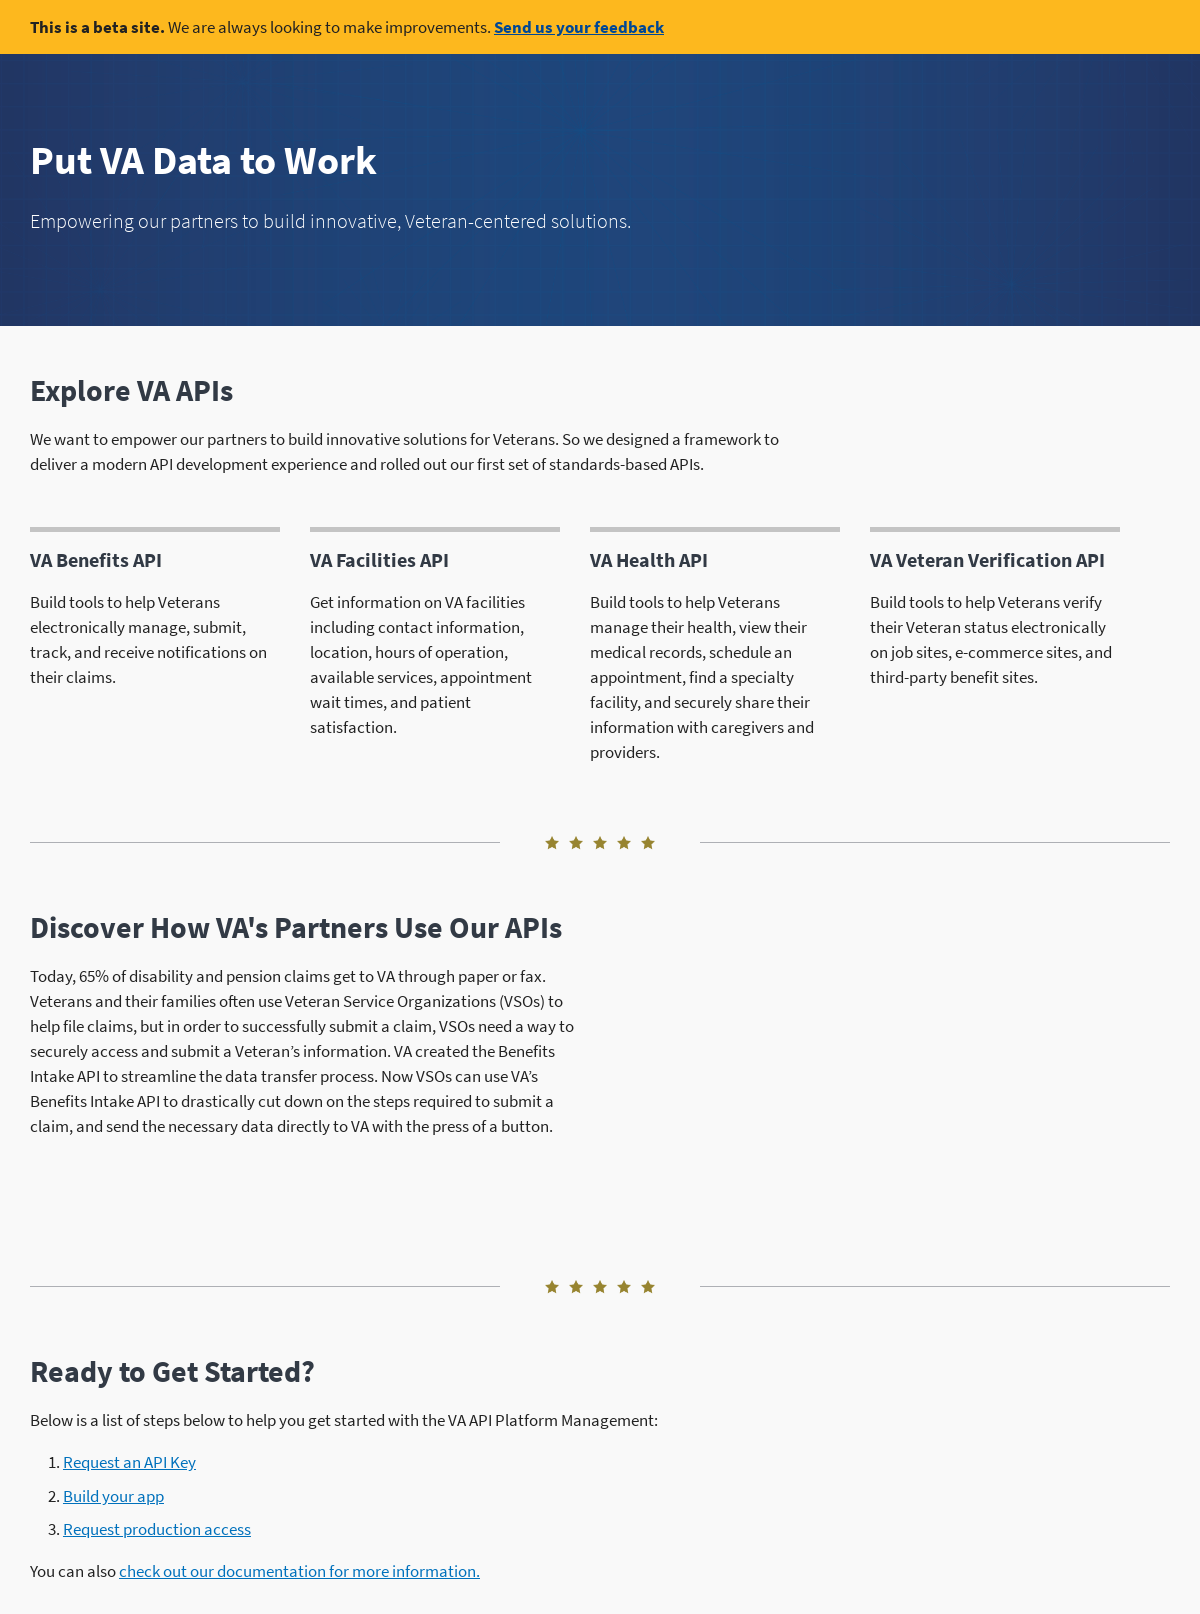 This is a beta site. We are always looking to make improvements. Send us your feedback
Put VA Data to Work
Empowering our partners to build innovative, Veteran-centered solutions.
Explore VA APIs
We want to empower our partners to build innovative solutions for Veterans. So we designed a framework to
deliver a modern API development experience and rolled out our first set of standards-based APIs.
VA Benefits API
Build tools to help Veterans
electronically manage, submit,
track, and receive notifications on
their claims.
VA Facilities API
Get information on VA facilities
including contact information,
location, hours of operation,
available services, appointment
wait times, and patient
satisfaction.
VA Health API
Build tools to help Veterans
manage their health, view their
medical records, schedule an
appointment, find a specialty
facility, and securely share their
information with caregivers and
providers.
VA Veteran Verification API
Build tools to help Veterans verify
their Veteran status electronically
on job sites, e-commerce sites, and
third-party benefit sites.
Discover How VA's Partners Use Our APIs
Today, 65% of disability and pension claims get to VA through paper or fax.
Veterans and their families often use Veteran Service Organizations (VSOs) to
help file claims, but in order to successfully submit a claim, VSOs need a way to
securely access and submit a Veteran’s information. VA created the Benefits
Intake API to streamline the data transfer process. Now VSOs can use VA’s
Benefits Intake API to drastically cut down on the steps required to submit a
claim, and send the necessary data directly to VA with the press of a button.
Ready to Get Started?
Below is a list of steps below to help you get started with the VA API Platform Management:
1. Request an API Key
2. Build your app
3. Request production access
You can also check out our documentation for more information.